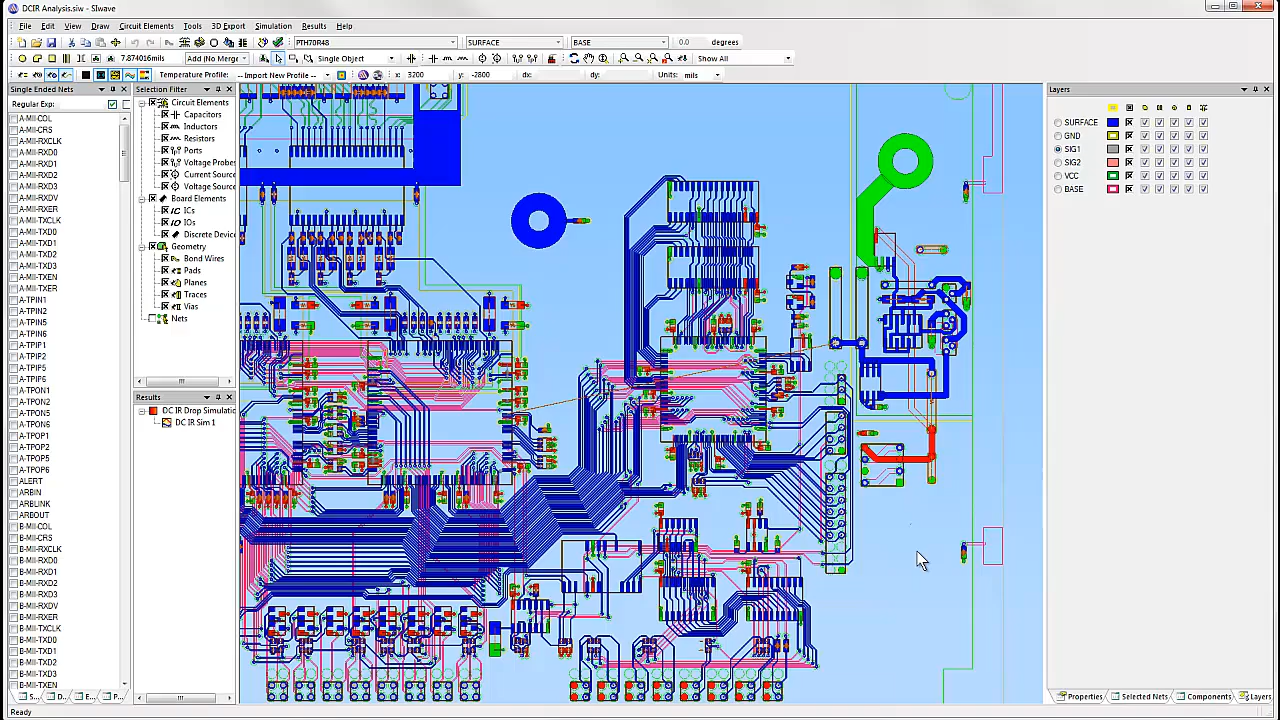 DCIR Analysis.siw - SIwave
File Edit View Draw Circuit Elements Tools 3D Export Simulation Results Help
PTH70R48 SURFACE BASE 0.0 degrees
7.874016mils Add (No Merge) Single Object Show All
Temperature Profile: -- Import New Profile -- x: 3200 y: -2800 dx: dy: Units: mils
Single Ended Nets
Regular Exp:
A-MII-COL
A-MII-CRS
A-MII-RXCLK
A-MII-RXD0
A-MII-RXD1
A-MII-RXD2
A-MII-RXD3
A-MII-RXDV
A-MII-RXER
A-MII-TXCLK
A-MII-TXD0
A-MII-TXD1
A-MII-TXD2
A-MII-TXD3
A-MII-TXEN
A-MII-TXER
A-TPIN1
A-TPIN2
A-TPIN5
A-TPIN6
A-TPIP1
A-TPIP2
A-TPIP5
A-TPIP6
A-TPON1
A-TPON2
A-TPON5
A-TPON6
A-TPOP1
A-TPOP2
A-TPOP5
A-TPOP6
ALERT
ARBIN
ARBLINK
ARBOUT
B-MII-COL
B-MII-CRS
B-MII-RXCLK
B-MII-RXD0
B-MII-RXD1
B-MII-RXD2
B-MII-RXD3
B-MII-RXDV
B-MII-RXER
B-MII-TXCLK
B-MII-TXD0
B-MII-TXD1
B-MII-TXD2
B-MII-TXD3
B-MII-TXEN
S... D... E... P...
Selection Filter
Circuit Elements
Capacitors
Inductors
Resistors
Ports
Voltage Probes
Current Source
Voltage Source
Board Elements
ICs
IOs
Discrete Device
Geometry
Bond Wires
Pads
Planes
Traces
Vias
Nets
Results
DC IR Drop Simulatio
DC IR Sim 1
Layers
SURFACE
GND
SIG1
SIG2
VCC
BASE
Properties Selected Nets Components Layers
Ready